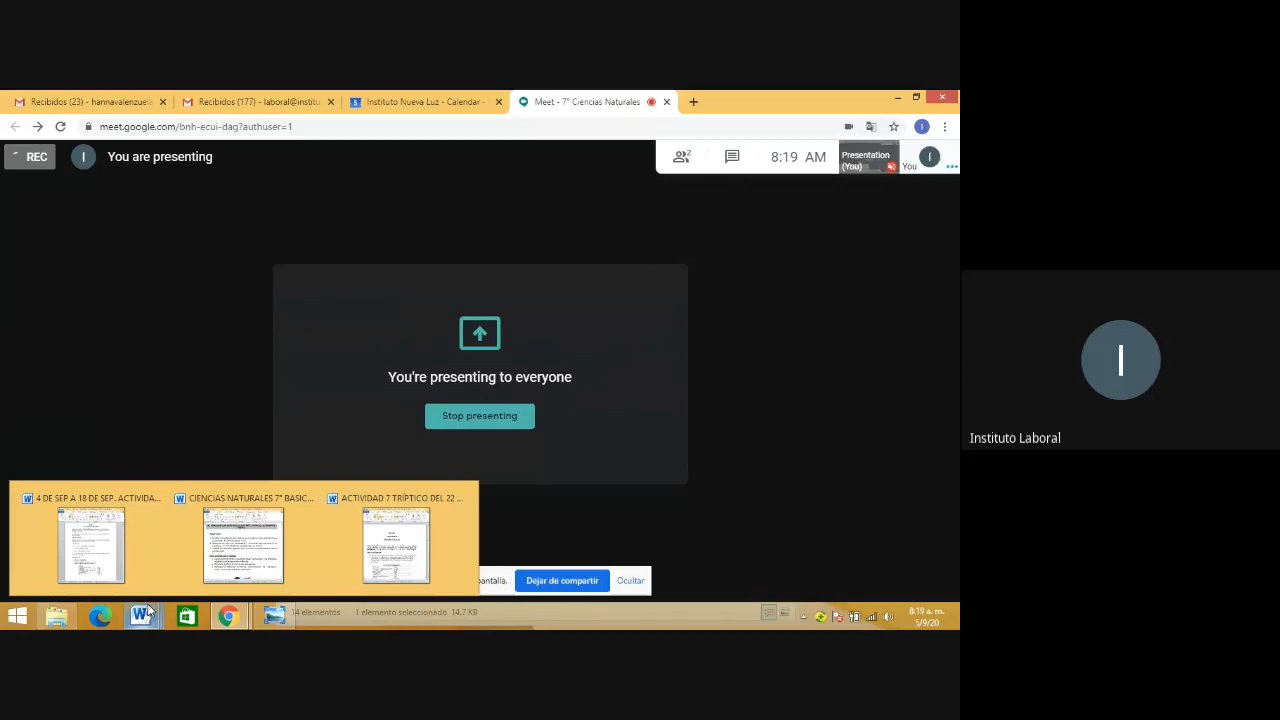 Recibidos (23) - hannavalenzuela
Recibidos (177) - laboral@institu
Instituto Nueva Luz - Calendar -
Meet - 7° Ciencias Naturales
meet.google.com/bnh-ecui-dag?authuser=1
REC
I
You are presenting
2
8:19 AM
Presentation
(You)
You
I
You're presenting to everyone
Stop presenting
I
Instituto Laboral
4 DE SEP A 18 DE SEP. ACTIVIDA...
CIENCIAS NATURALES 7° BASIC...
ACTIVIDAD 7 TRÍPTICO DEL 22 ...
pantalla.
Dejar de compartir
Ocultar
14 elementos
1 elemento seleccionado 14.7 KB
8:19 a. m.
5/9/20